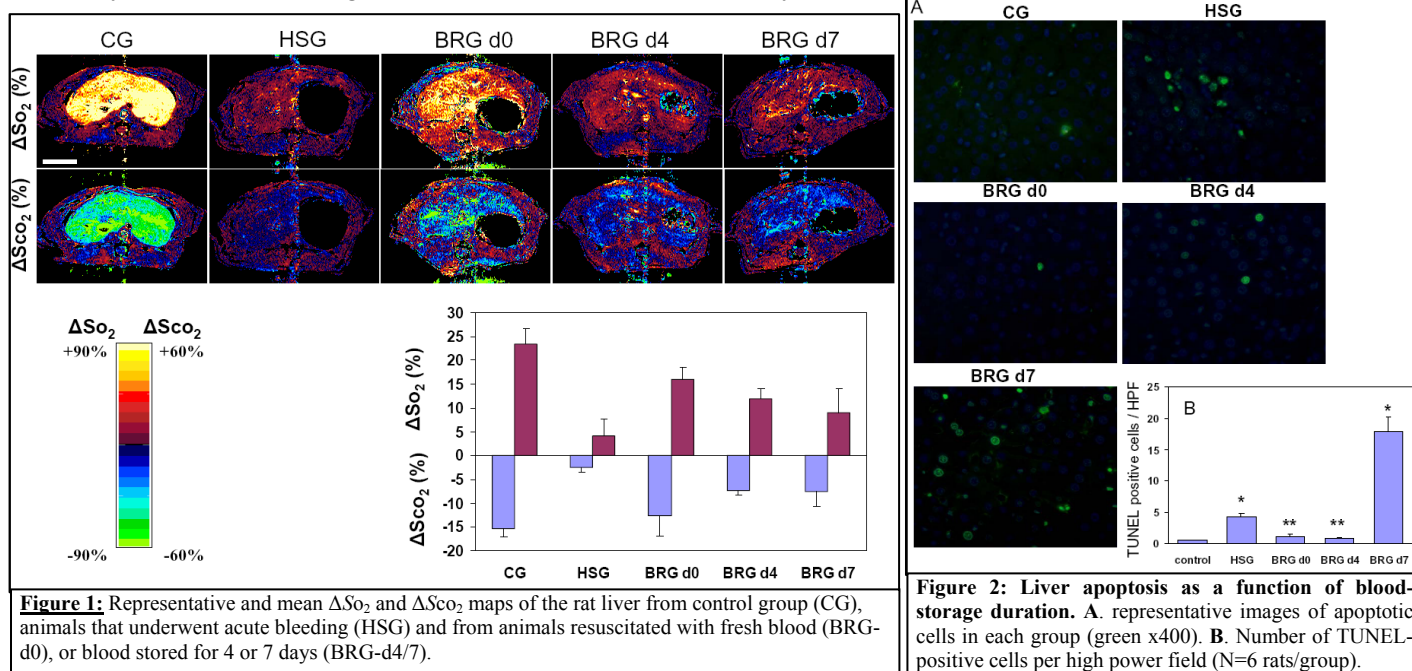 CG HSG BRG d0 BRG d4 BRG d7
ΔSo₂ (%)
ΔSco₂ (%)
ΔSo₂ ΔSco₂
+90% +60%
-90% -60%
30
25
20
15
10
5
0
-5
-10
-15
-20
ΔSo₂ (%)
ΔSco₂ (%)
CG HSG BRG d0 BRG d4 BRG d7
Figure 1: Representative and mean ΔSo₂ and ΔSco₂ maps of the rat liver from control group (CG),
animals that underwent acute bleeding (HSG) and from animals resuscitated with fresh blood (BRG-
d0), or blood stored for 4 or 7 days (BRG-d4/7).
A
CG HSG
BRG d0 BRG d4
BRG d7
B
TUNEL positive cells / HPF
25
20
15
10
5
0
* ** ** *
control HSG BRG d0 BRG d4 BRG d7
Figure 2: Liver apoptosis as a function of blood-
storage duration. A. representative images of apoptotic
cells in each group (green x400). B. Number of TUNEL-
positive cells per high power field (N=6 rats/group).